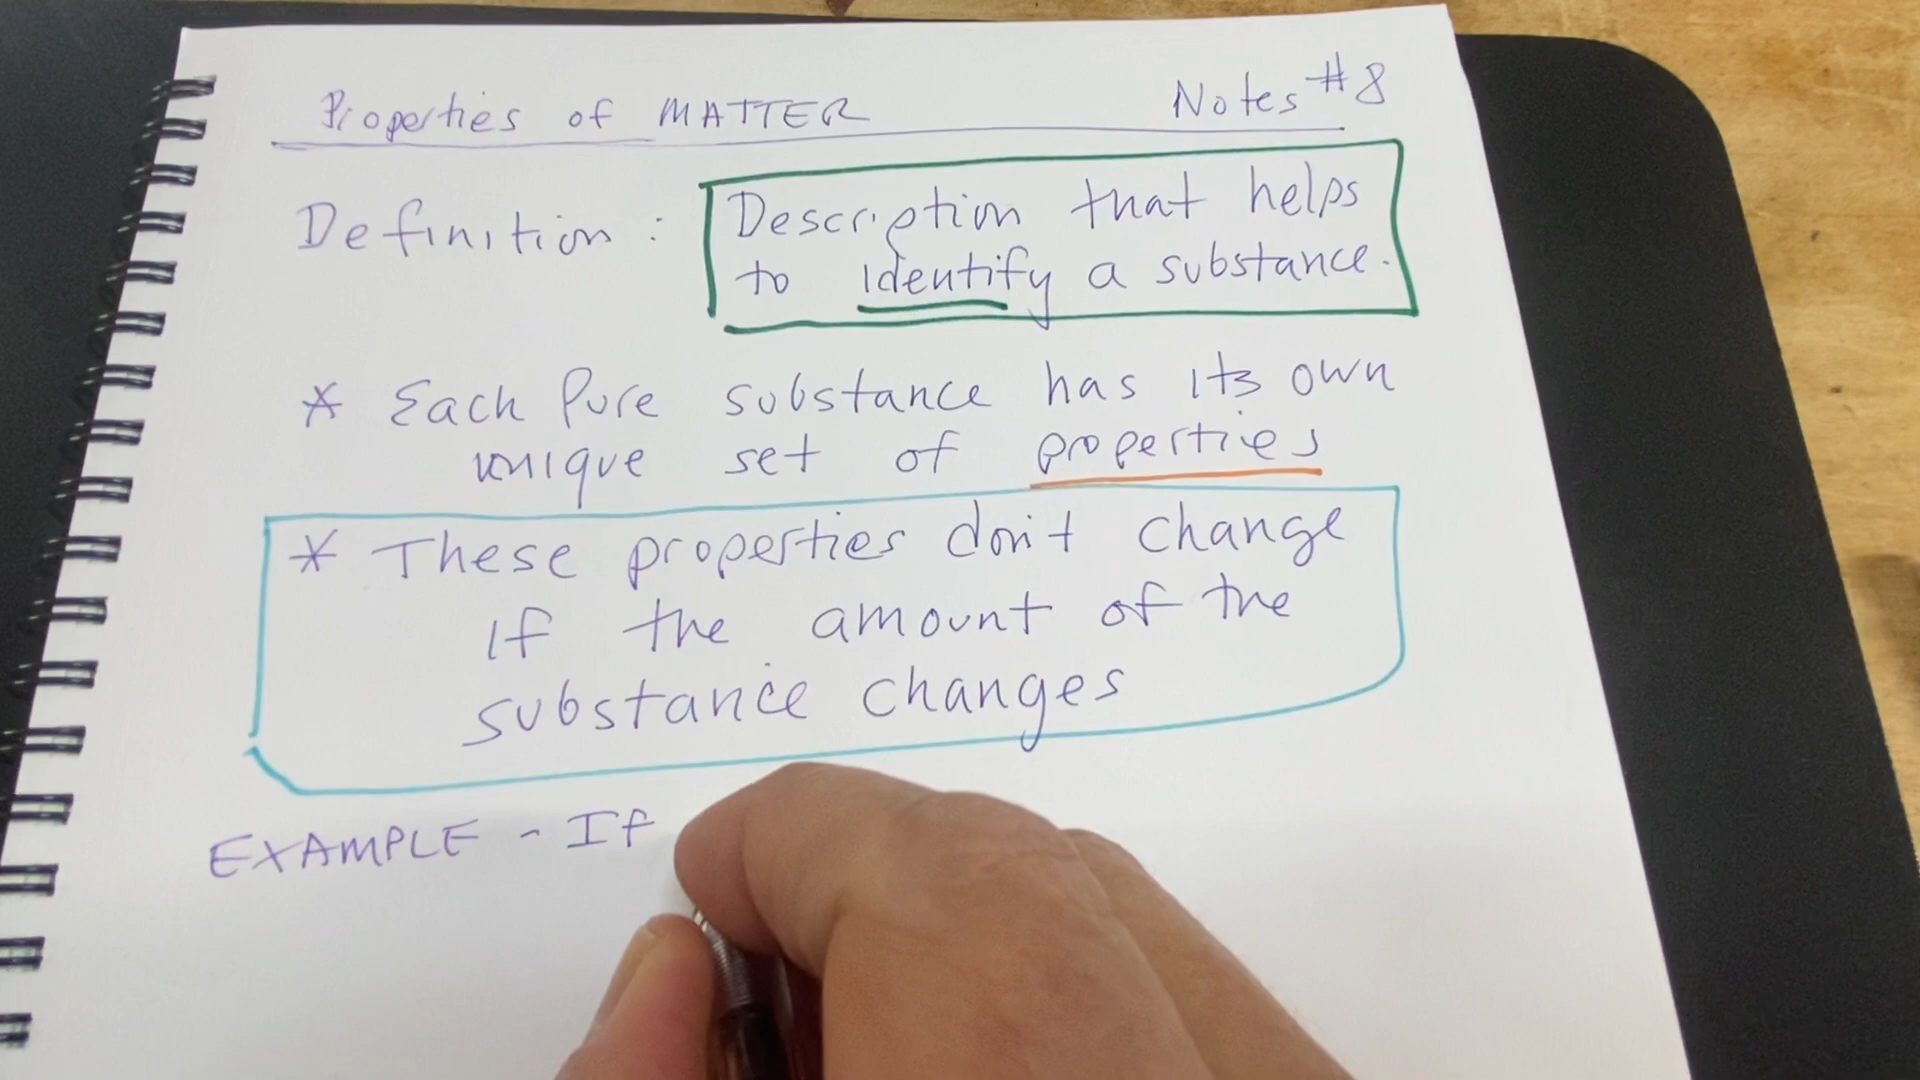 Properties of MATTER Notes #8
Definition: Description that helps
to identify a substance.
* Each Pure substance has its own
unique set of properties
* These properties don't change
if the amount of the
substance changes
EXAMPLE - If